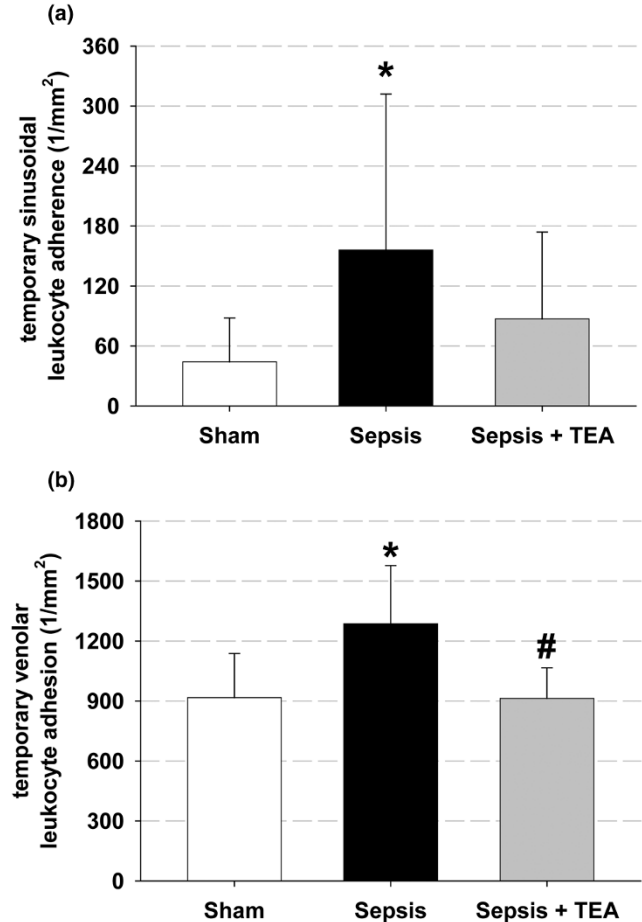 (a)
temporary sinusoidal
leukocyte adherence (1/mm²)
360
300
240
180
120
60
0
*
Sham
Sepsis
Sepsis + TEA
(b)
temporary venolar
leukocyte adhesion (1/mm²)
1800
1500
1200
900
600
300
0
*
#
Sham
Sepsis
Sepsis + TEA